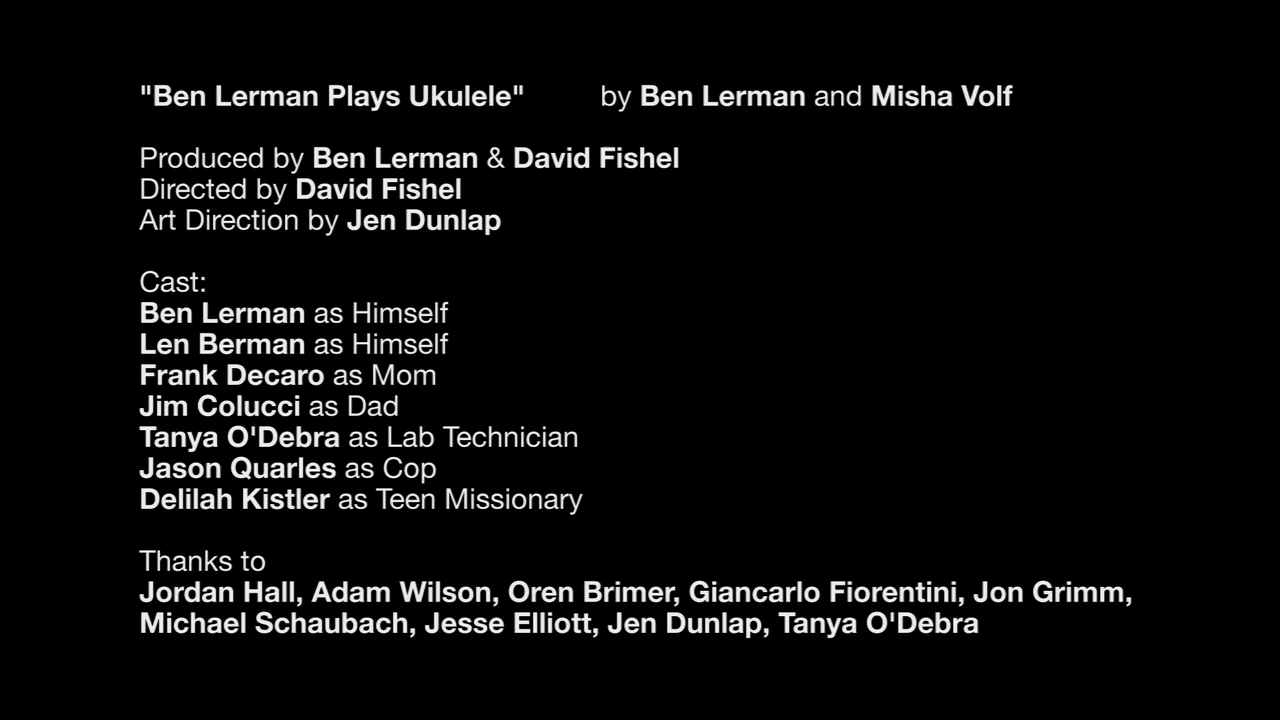 "Ben Lerman Plays Ukulele" by Ben Lerman and Misha Volf
Produced by Ben Lerman & David Fishel
Directed by David Fishel
Art Direction by Jen Dunlap
Cast:
Ben Lerman as Himself
Len Berman as Himself
Frank Decaro as Mom
Jim Colucci as Dad
Tanya O'Debra as Lab Technician
Jason Quarles as Cop
Delilah Kistler as Teen Missionary
Thanks to
Jordan Hall, Adam Wilson, Oren Brimer, Giancarlo Fiorentini, Jon Grimm,
Michael Schaubach, Jesse Elliott, Jen Dunlap, Tanya O'Debra